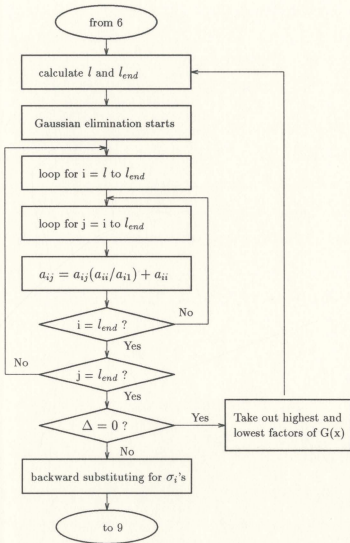 from 6
calculate l and l_end
Gaussian elimination starts
loop for i = l to l_end
loop for j = i to l_end
a_ij = a_ij(a_ii/a_i1) + a_ii
i = l_end ?
No
Yes
No
j = l_end ?
Yes
Δ = 0 ?
Yes
Take out highest and
lowest factors of G(x)
No
backward substituting for σ_i's
to 9